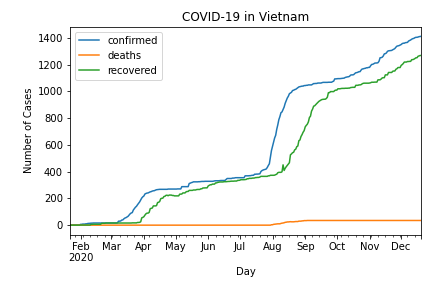 COVID-19 in Vietnam
confirmed
deaths
recovered
Number of Cases
1400
1200
1000
800
600
400
200
0
Feb Mar Apr May Jun Jul Aug Sep Oct Nov Dec
2020
Day